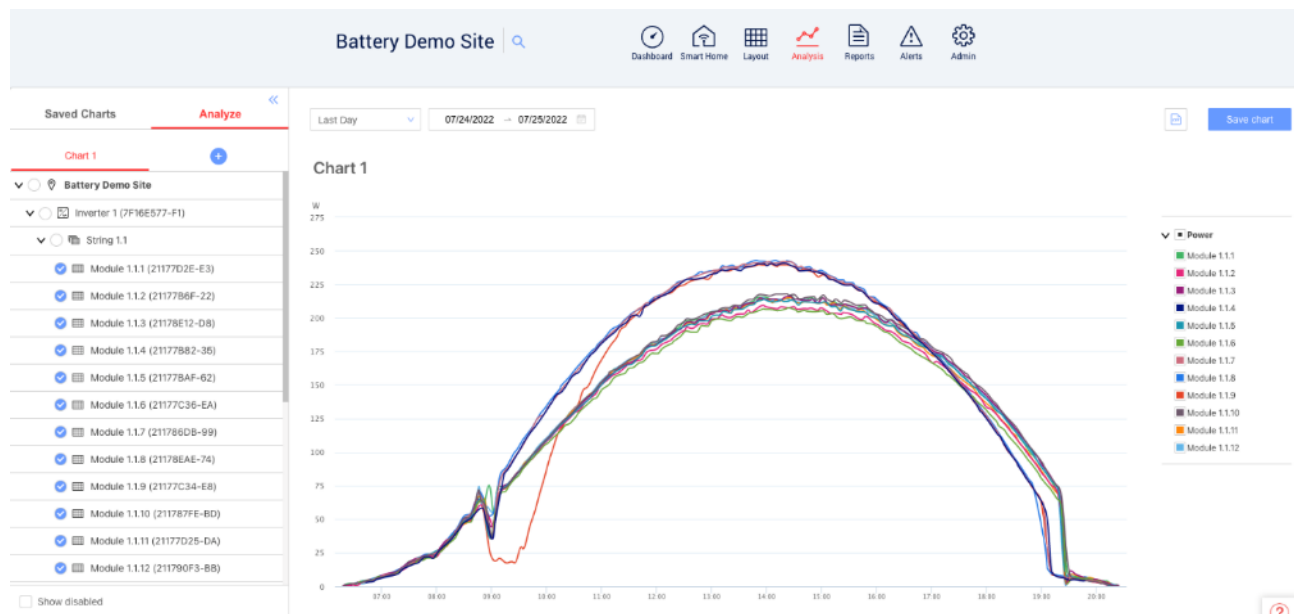 Battery Demo Site
Dashboard Smart Home Layout Analysis Reports Alerts Admin
Saved Charts Analyze
Last Day 07/24/2022 → 07/25/2022 Save chart
Chart 1
Chart 1
Battery Demo Site
Inverter 1 (7F16E577-F1)
String 1.1
Module 1.1.1 (21177D2E-E3)
Module 1.1.2 (21177B6F-22)
Module 1.1.3 (21178E12-D8)
Module 1.1.4 (21177B82-35)
Module 1.1.5 (21177BAF-62)
Module 1.1.6 (21177C36-EA)
Module 1.1.7 (211786DB-99)
Module 1.1.8 (21178EAE-74)
Module 1.1.9 (21177C34-E8)
Module 1.1.10 (211787FE-BD)
Module 1.1.11 (21177D25-DA)
Module 1.1.12 (211790F3-BB)
Show disabled
W
275
250
225
200
175
150
125
100
75
50
25
0
07:00 08:00 09:00 10:00 11:00 12:00 13:00 14:00 15:00 16:00 17:00 18:00 19:00 20:00
Power
Module 1.1.1
Module 1.1.2
Module 1.1.3
Module 1.1.4
Module 1.1.5
Module 1.1.6
Module 1.1.7
Module 1.1.8
Module 1.1.9
Module 1.1.10
Module 1.1.11
Module 1.1.12
?